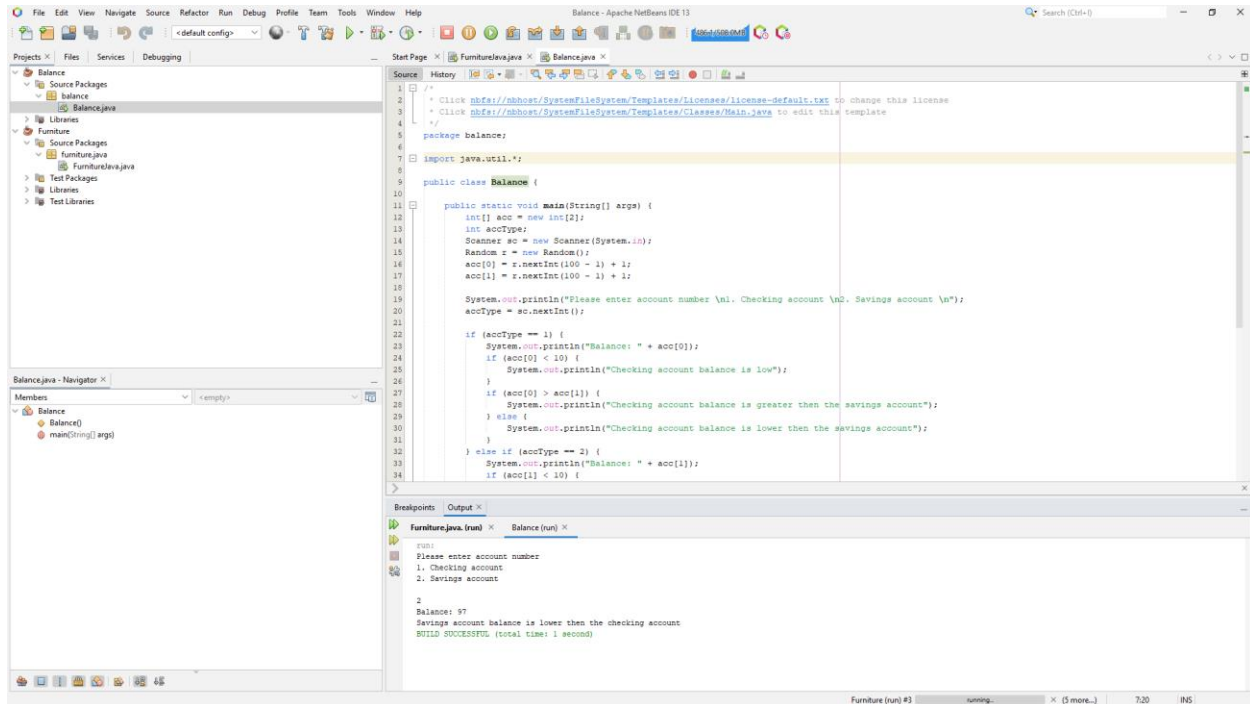 File Edit View Navigate Source Refactor Run Debug Profile Team Tools Window Help
Balance - Apache NetBeans IDE 13
Search (Ctrl+I)
<default config>
Projects Files Services Debugging
Balance
Source Packages
balance
Balance.java
Libraries
Furniture
Source Packages
furniture.java
FurnitureJava.java
Test Packages
Libraries
Test Libraries
Balance.java - Navigator
Members <empty>
Balance
Balance()
main(String[] args)
Start Page FurnitureJava.java Balance.java
Source History
1 /*
2 * Click nbfs://nbhost/SystemFileSystem/Templates/Licenses/license-default.txt to change this license
3 * Click nbfs://nbhost/SystemFileSystem/Templates/Classes/Main.java to edit this template
4 */
5 package balance;
6
7 import java.util.*;
8
9 public class Balance {
10
11 public static void main(String[] args) {
12 int[] acc = new int[2];
13 int accType;
14 Scanner sc = new Scanner(System.in);
15 Random r = new Random();
16 acc[0] = r.nextInt(100 - 1) + 1;
17 acc[1] = r.nextInt(100 - 1) + 1;
18
19 System.out.println("Please enter account number \n1. Checking account \n2. Savings account \n");
20 accType = sc.nextInt();
21
22 if (accType == 1) {
23 System.out.println("Balance: " + acc[0]);
24 if (acc[0] < 10) {
25 System.out.println("Checking account balance is low");
26 }
27 if (acc[0] > acc[1]) {
28 System.out.println("Checking account balance is greater then the savings account");
29 } else {
30 System.out.println("Checking account balance is lower then the savings account");
31 }
32 } else if (accType == 2) {
33 System.out.println("Balance: " + acc[1]);
34 if (acc[1] < 10) {
Breakpoints Output
Furniture.java. (run) Balance (run)
run:
Please enter account number
1. Checking account
2. Savings account
2
Balance: 97
Savings account balance is lower then the checking account
BUILD SUCCESSFUL (total time: 1 second)
Furniture (run) #3 running... (5 more...) 7:20 INS